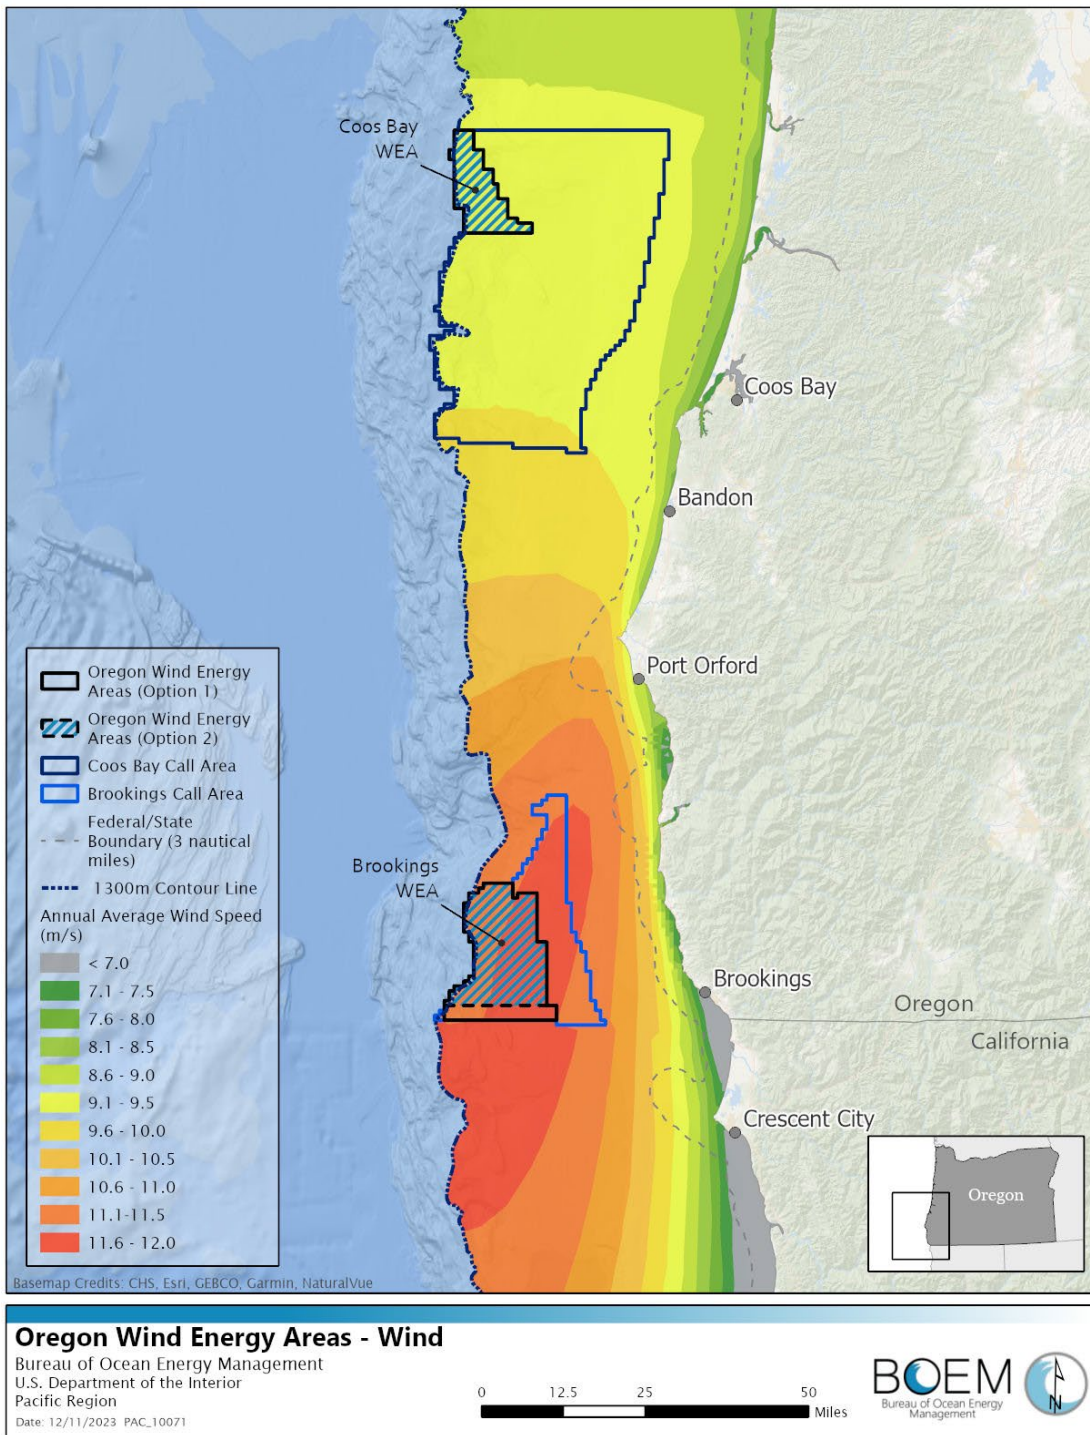 Coos Bay
WEA
Coos Bay
Bandon
Port Orford
Brookings
WEA
Brookings
Oregon
California
Crescent City
Oregon Wind Energy
Areas (Option 1)
Oregon Wind Energy
Areas (Option 2)
Coos Bay Call Area
Brookings Call Area
Federal/State
Boundary (3 nautical
miles)
1300m Contour Line
Annual Average Wind Speed
(m/s)
< 7.0
7.1 - 7.5
7.6 - 8.0
8.1 - 8.5
8.6 - 9.0
9.1 - 9.5
9.6 - 10.0
10.1 - 10.5
10.6 - 11.0
11.1-11.5
11.6 - 12.0
Oregon
Basemap Credits: CHS, Esri, GEBCO, Garmin, NaturalVue
Oregon Wind Energy Areas - Wind
Bureau of Ocean Energy Management
U.S. Department of the Interior
Pacific Region
Date: 12/11/2023 PAC_10071
0 12.5 25 50
Miles
BOEM
Bureau of Ocean Energy
Management
N